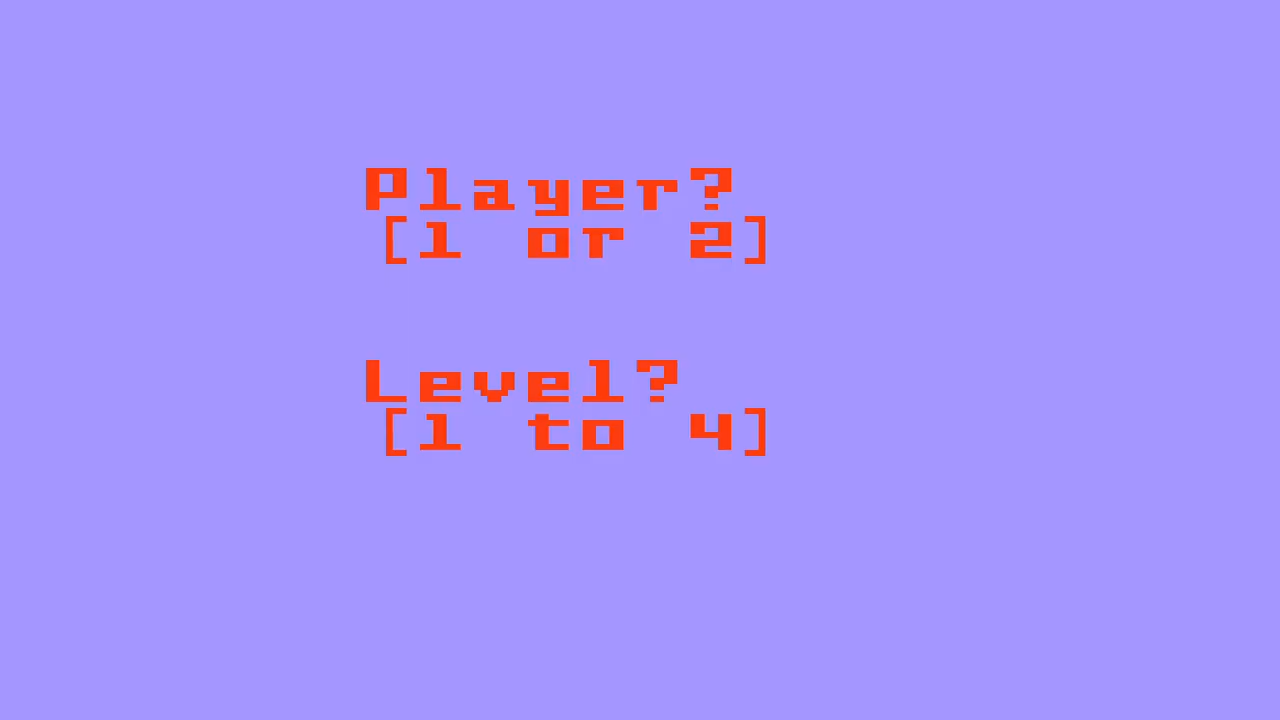 Player?
[1 or 2]
Level?
[1 to 4]